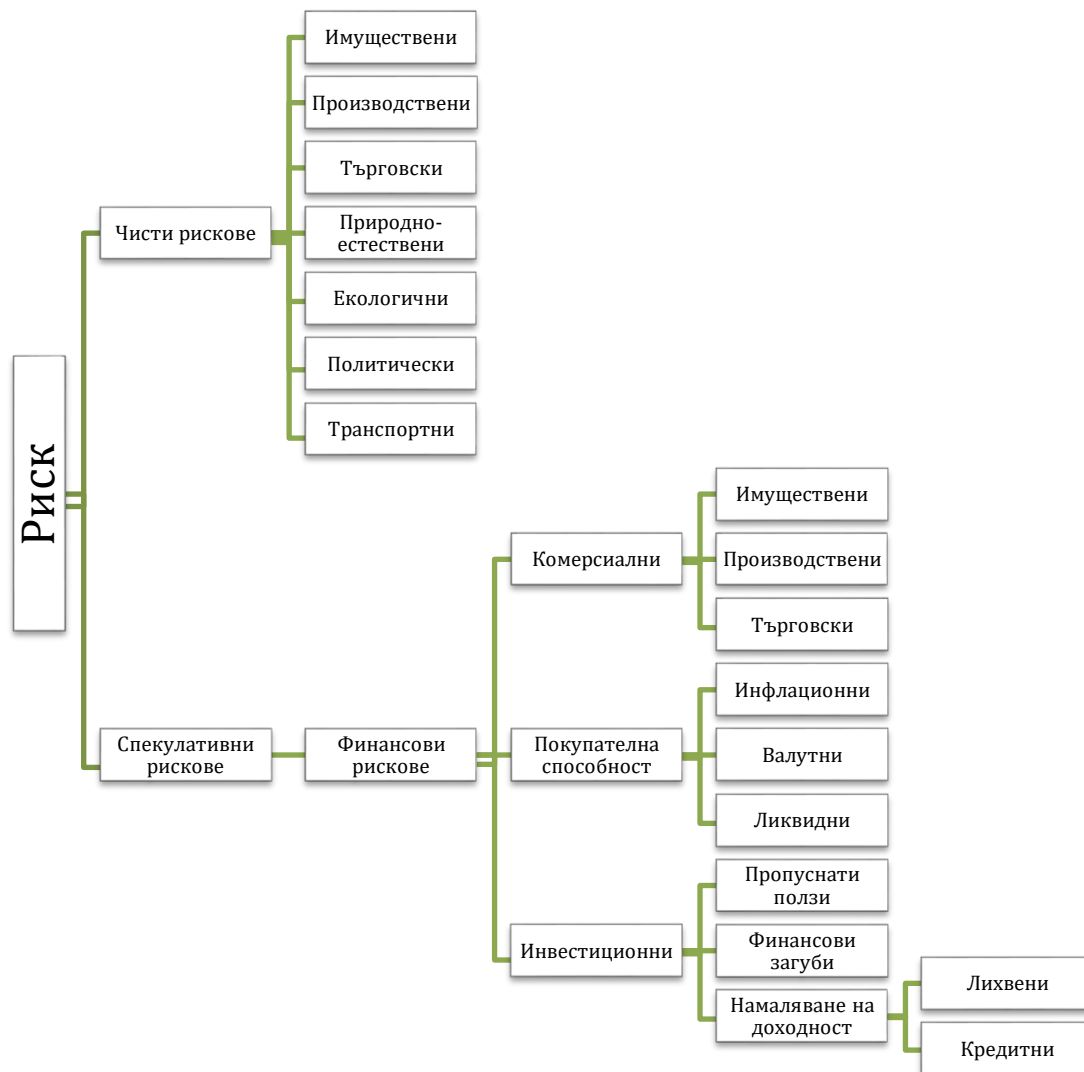 Имуществени
Производствени
Търговски
Чисти рискове
Природно-
естествени
Екологични
Политически
Транспортни
Риск
Имуществени
Комерсиални
Производствени
Търговски
Инфлационни
Спекулативни
рискове
Финансови
рискове
Покупателна
способност
Валутни
Ликвидни
Пропуснати
ползи
Инвестиционни
Финансови
загуби
Намаляване на
доходност
Лихвени
Кредитни